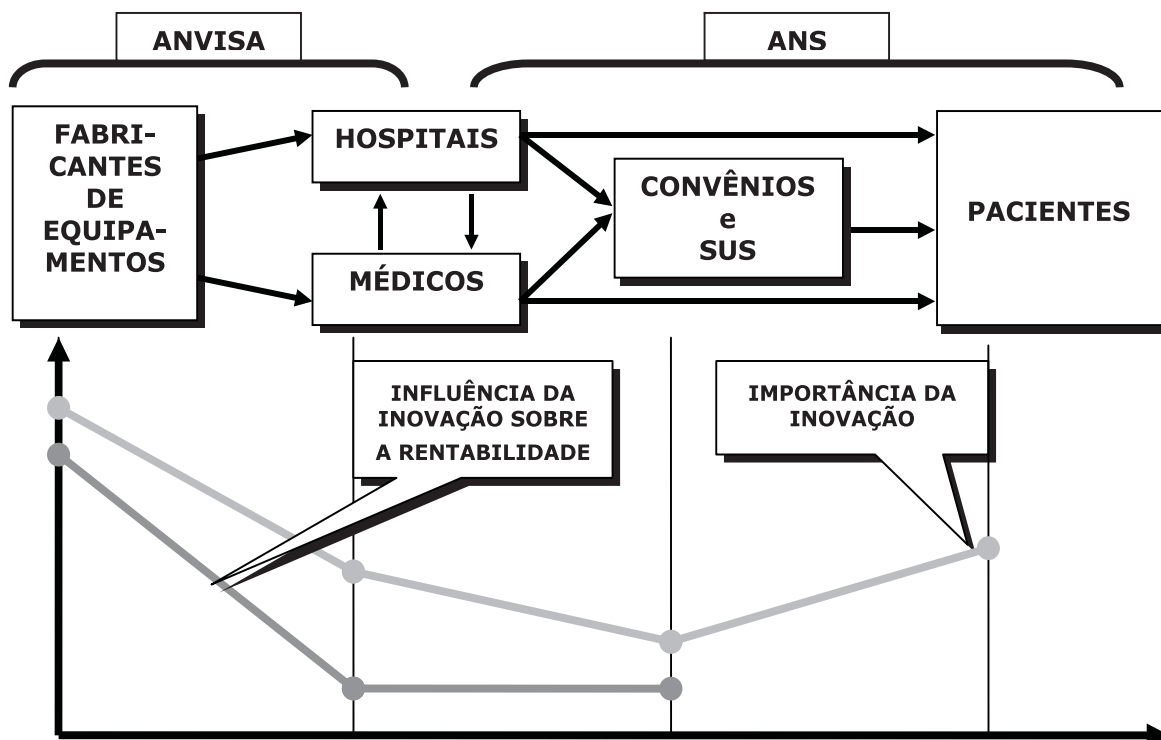 ANVISA
ANS
FABRI-
CANTES
DE
EQUIPA-
MENTOS
HOSPITAIS
MÉDICOS
CONVÊNIOS
e
SUS
PACIENTES
INFLUÊNCIA DA
INOVAÇÃO SOBRE
A RENTABILIDADE
IMPORTÂNCIA DA
INOVAÇÃO